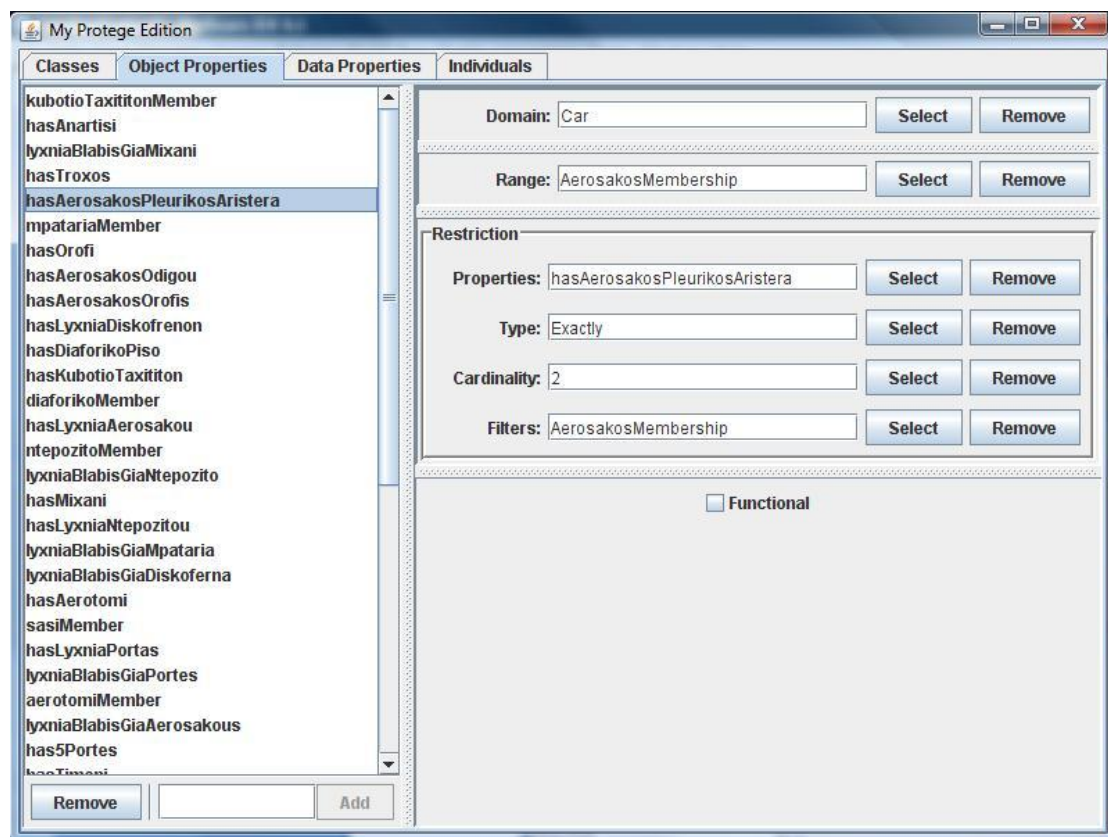 My Protege Edition
Classes Object Properties Data Properties Individuals
kubotioTaxititonMember
hasAnartisi
lyxniaBlabisGiaMixani
hasTroxos
hasAerosakosPleurikosAristera
mpatariaMember
hasOrofi
hasAerosakosOdigou
hasAerosakosOrofis
hasLyxniaDiskofrenon
hasDiaforikoPiso
hasKubotioTaxititon
diaforikoMember
hasLyxniaAerosakou
ntepozitoMember
lyxniaBlabisGiaNtepozito
hasMixani
hasLyxniaNtepozitou
lyxniaBlabisGiaMpataria
lyxniaBlabisGiaDiskoferna
hasAerotomi
sasiMember
hasLyxniaPortas
lyxniaBlabisGiaPortes
aerotomiMember
lyxniaBlabisGiaAerosakous
has5Portes
Remove Add
Domain: Car Select Remove
Range: AerosakosMembership Select Remove
Restriction
Properties: hasAerosakosPleurikosAristera Select Remove
Type: Exactly Select Remove
Cardinality: 2 Select Remove
Filters: AerosakosMembership Select Remove
Functional